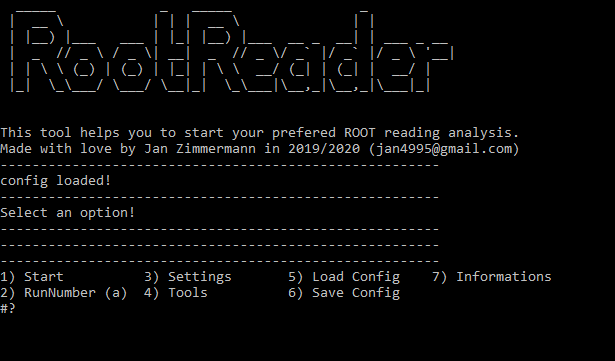 RootReader
This tool helps you to start your prefered ROOT reading analysis.
Made with love by Jan Zimmermann in 2019/2020 (jan4995@gmail.com)
-------------------------------------------------------
config loaded!
-------------------------------------------------------
Select an option!
-------------------------------------------------------
-------------------------------------------------------
-------------------------------------------------------
1) Start 3) Settings 5) Load Config 7) Informations
2) RunNumber (a) 4) Tools 6) Save Config
#?